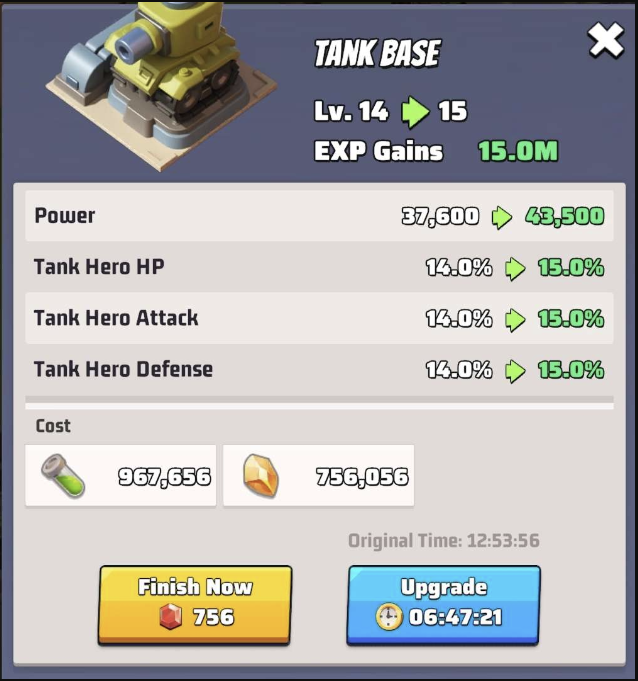 TANK BASE
Lv. 14 15
EXP Gains 15.0M
Power 37,600 43,500
Tank Hero HP 14.0% 15.0%
Tank Hero Attack 14.0% 15.0%
Tank Hero Defense 14.0% 15.0%
Cost
967,656 756,056
Original Time: 12:53:56
Finish Now Upgrade
756 06:47:21